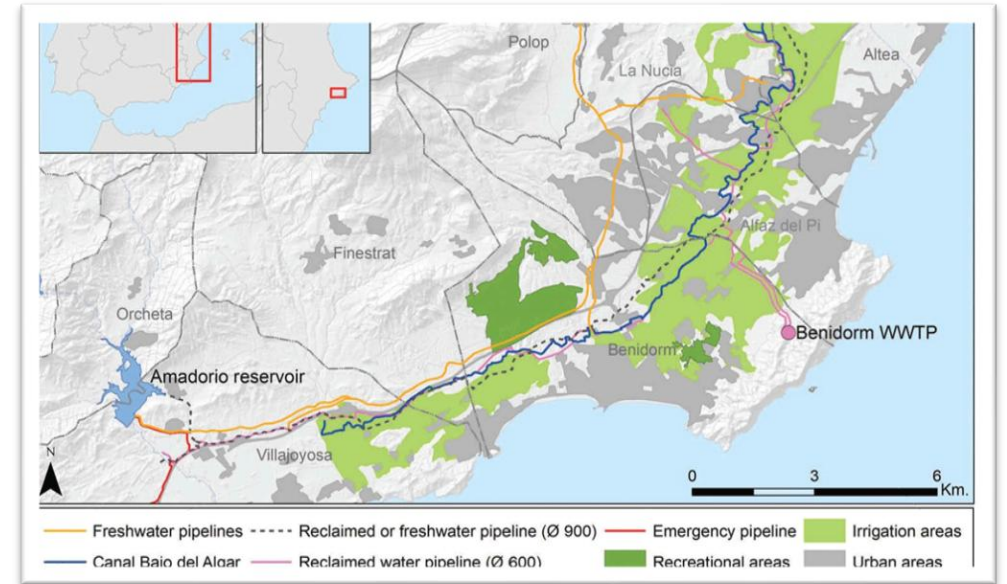 Polop
Altea
La Nucia
Alfaz del Pi
Finestrat
Orcheta
Benidorm WWTP
Benidorm
Amadorio reservoir
Villajoyosa
N
0 3 6
Km.
Freshwater pipelines Reclaimed or freshwater pipeline (Ø 900) Emergency pipeline Irrigation areas
Canal Bajo del Algar Reclaimed water pipeline (Ø 600) Recreational areas Urban areas